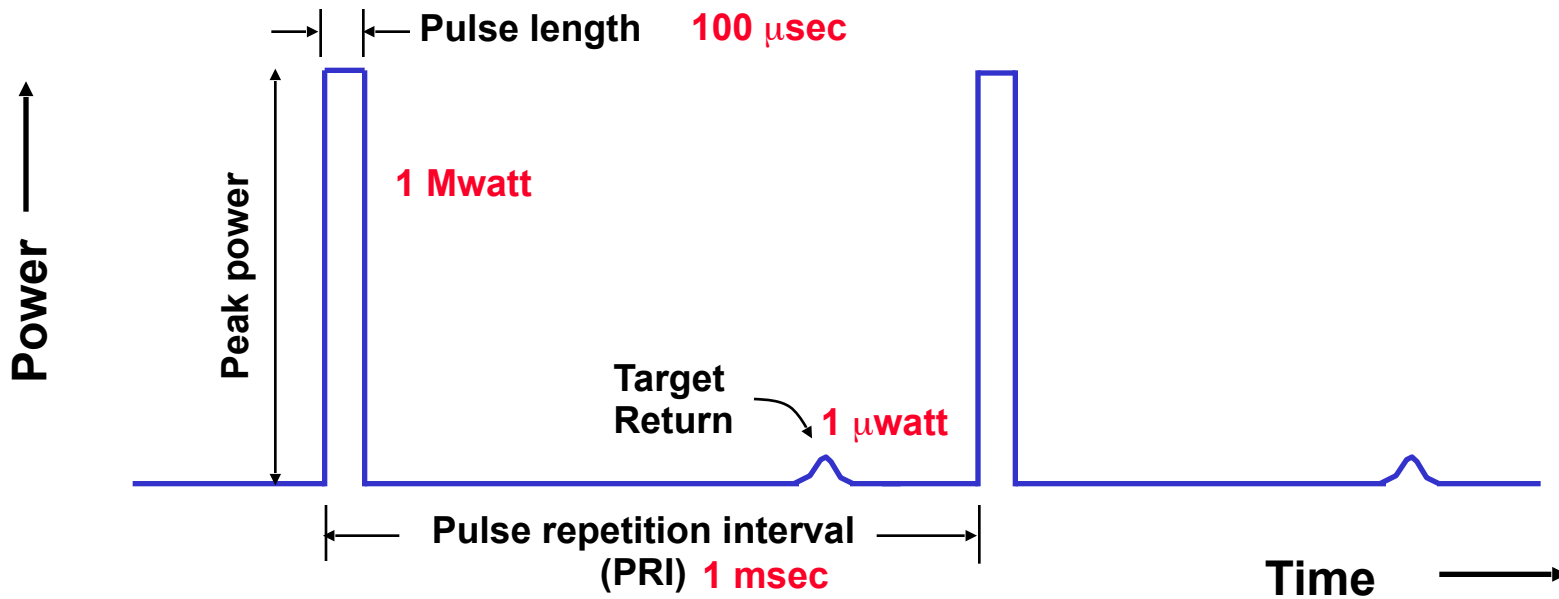 Pulse length 100 μsec
Power
Peak power
1 Mwatt
Target
Return
1 μwatt
Pulse repetition interval
(PRI) 1 msec
Time